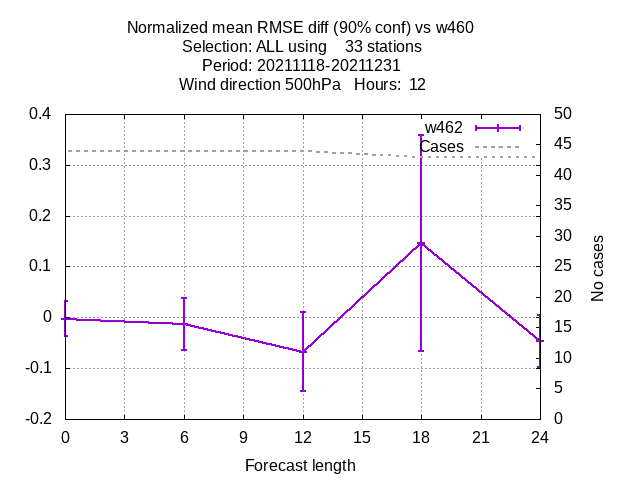 Normalized mean RMSE diff (90% conf) vs w460
Selection: ALL using    33 stations
Period: 20211118-20211231
Wind direction 500hPa   Hours:  12
w462
Cases
0.4
0.3
0.2
0.1
0
-0.1
-0.2
50
45
40
35
30
25
20
15
10
5
0
No cases
0 3 6 9 12 15 18 21 24
Forecast length